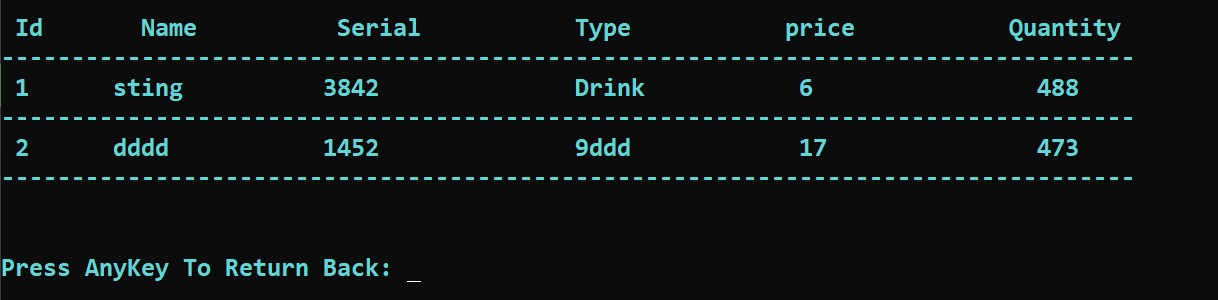 Id Name Serial Type price Quantity
---------------------------------------------------------------------------------
1 sting 3842 Drink 6 488
---------------------------------------------------------------------------------
2 dddd 1452 9ddd 17 473
---------------------------------------------------------------------------------
Press AnyKey To Return Back: _